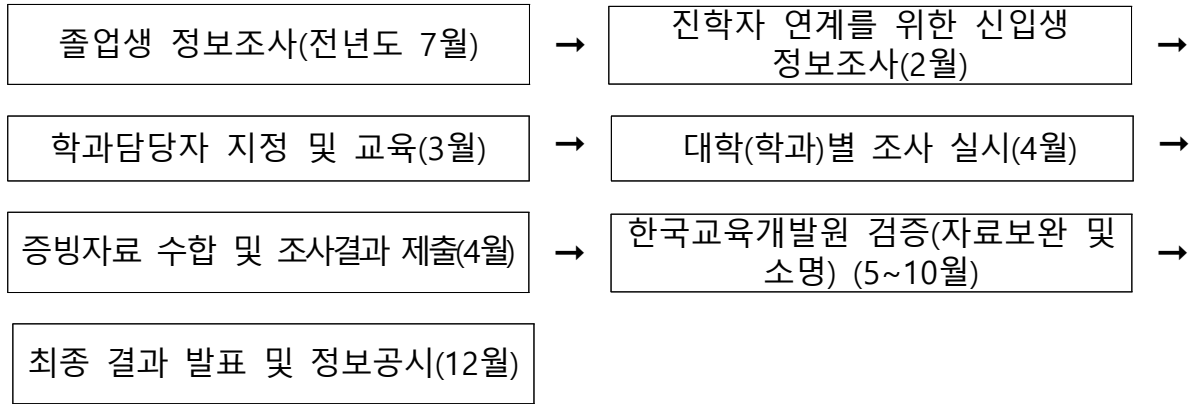 졸업생 정보조사(전년도 7월) →
진학자 연계를 위한 신입생
정보조사(2월) →
학과담당자 지정 및 교육(3월) →
대학(학과)별 조사 실시(4월) →
증빙자료 수합 및 조사결과 제출(4월) →
한국교육개발원 검증(자료보완 및
소명) (5~10월) →
최종 결과 발표 및 정보공시(12월)